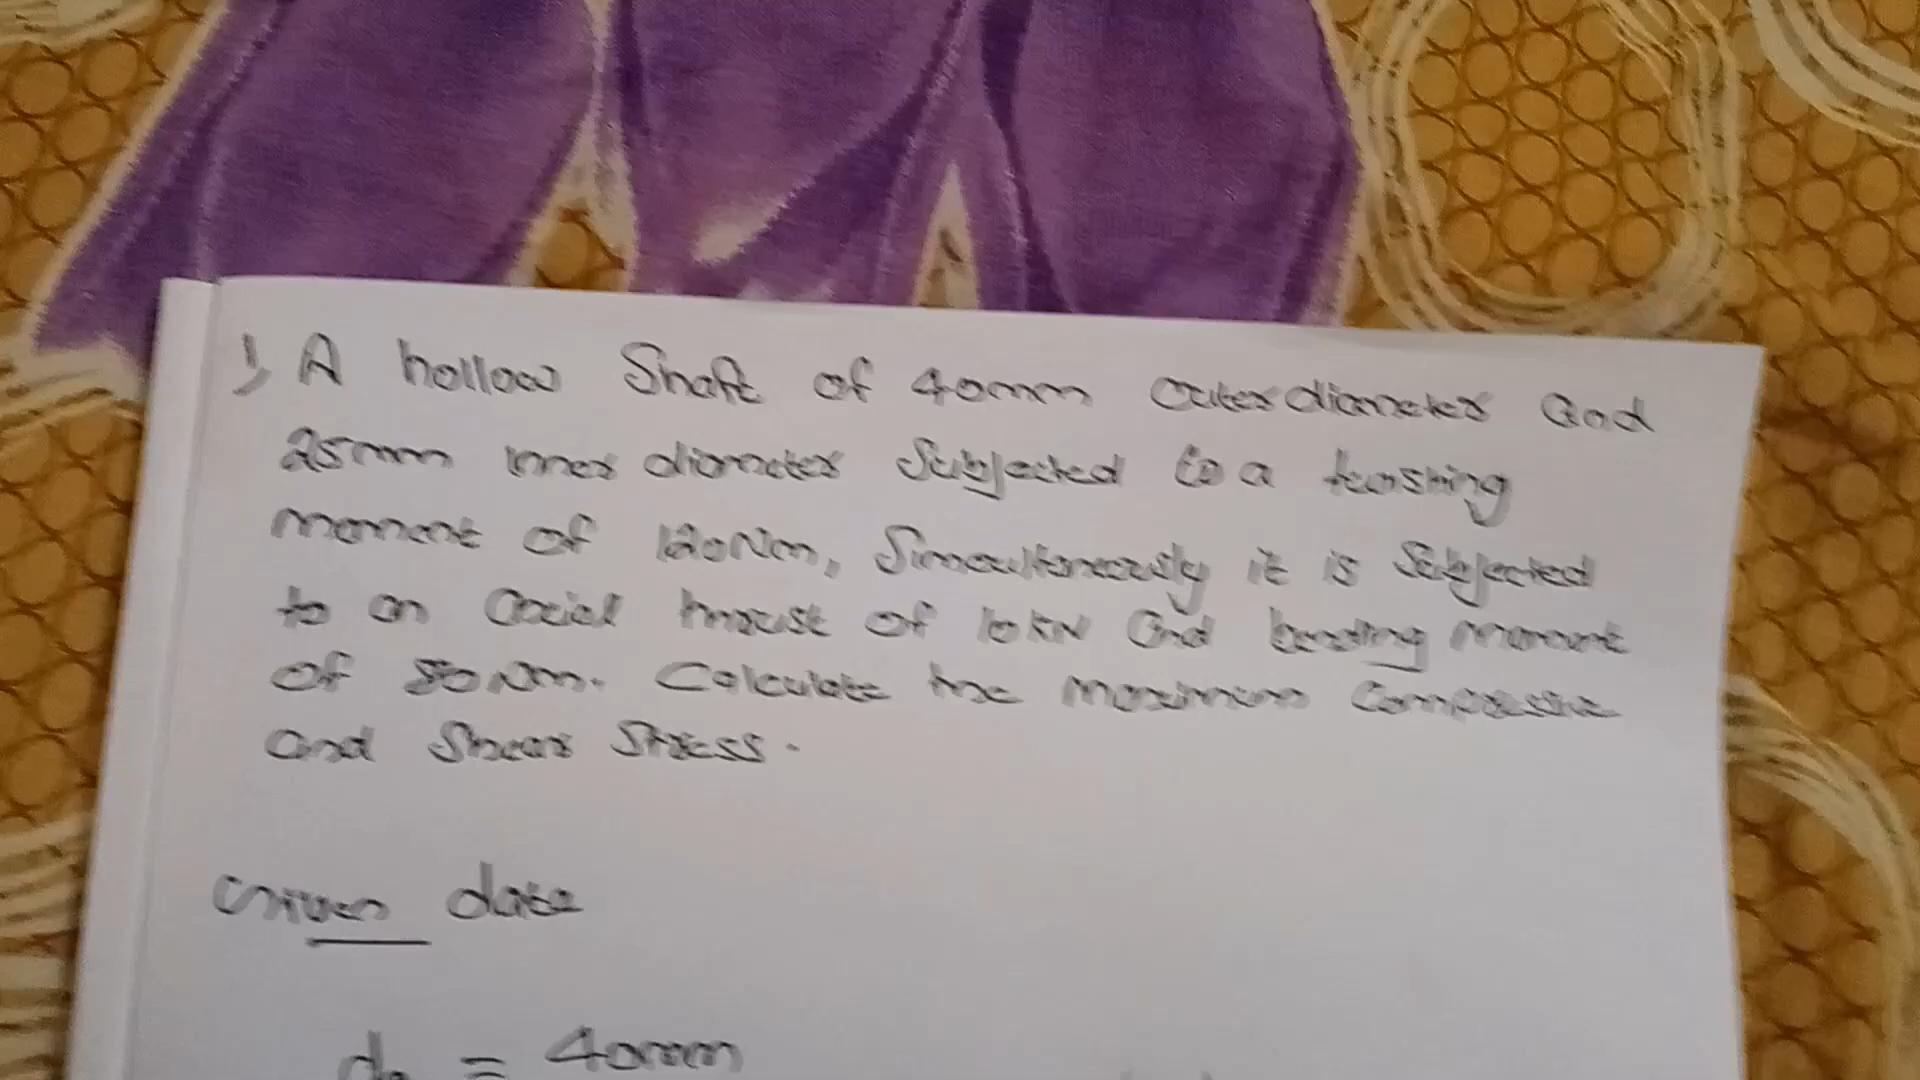 1) A hollow Shaft of 40mm Outer diameter and
25mm inner diameter Subjected to a twisting
moment of 120Nm, Simultaneously it is Subjected
to an axial thrust of 10kN and bending moment
of 80Nm. Calculate the maximum Compressive
and Shear Stress.
Given data
do = 40mm